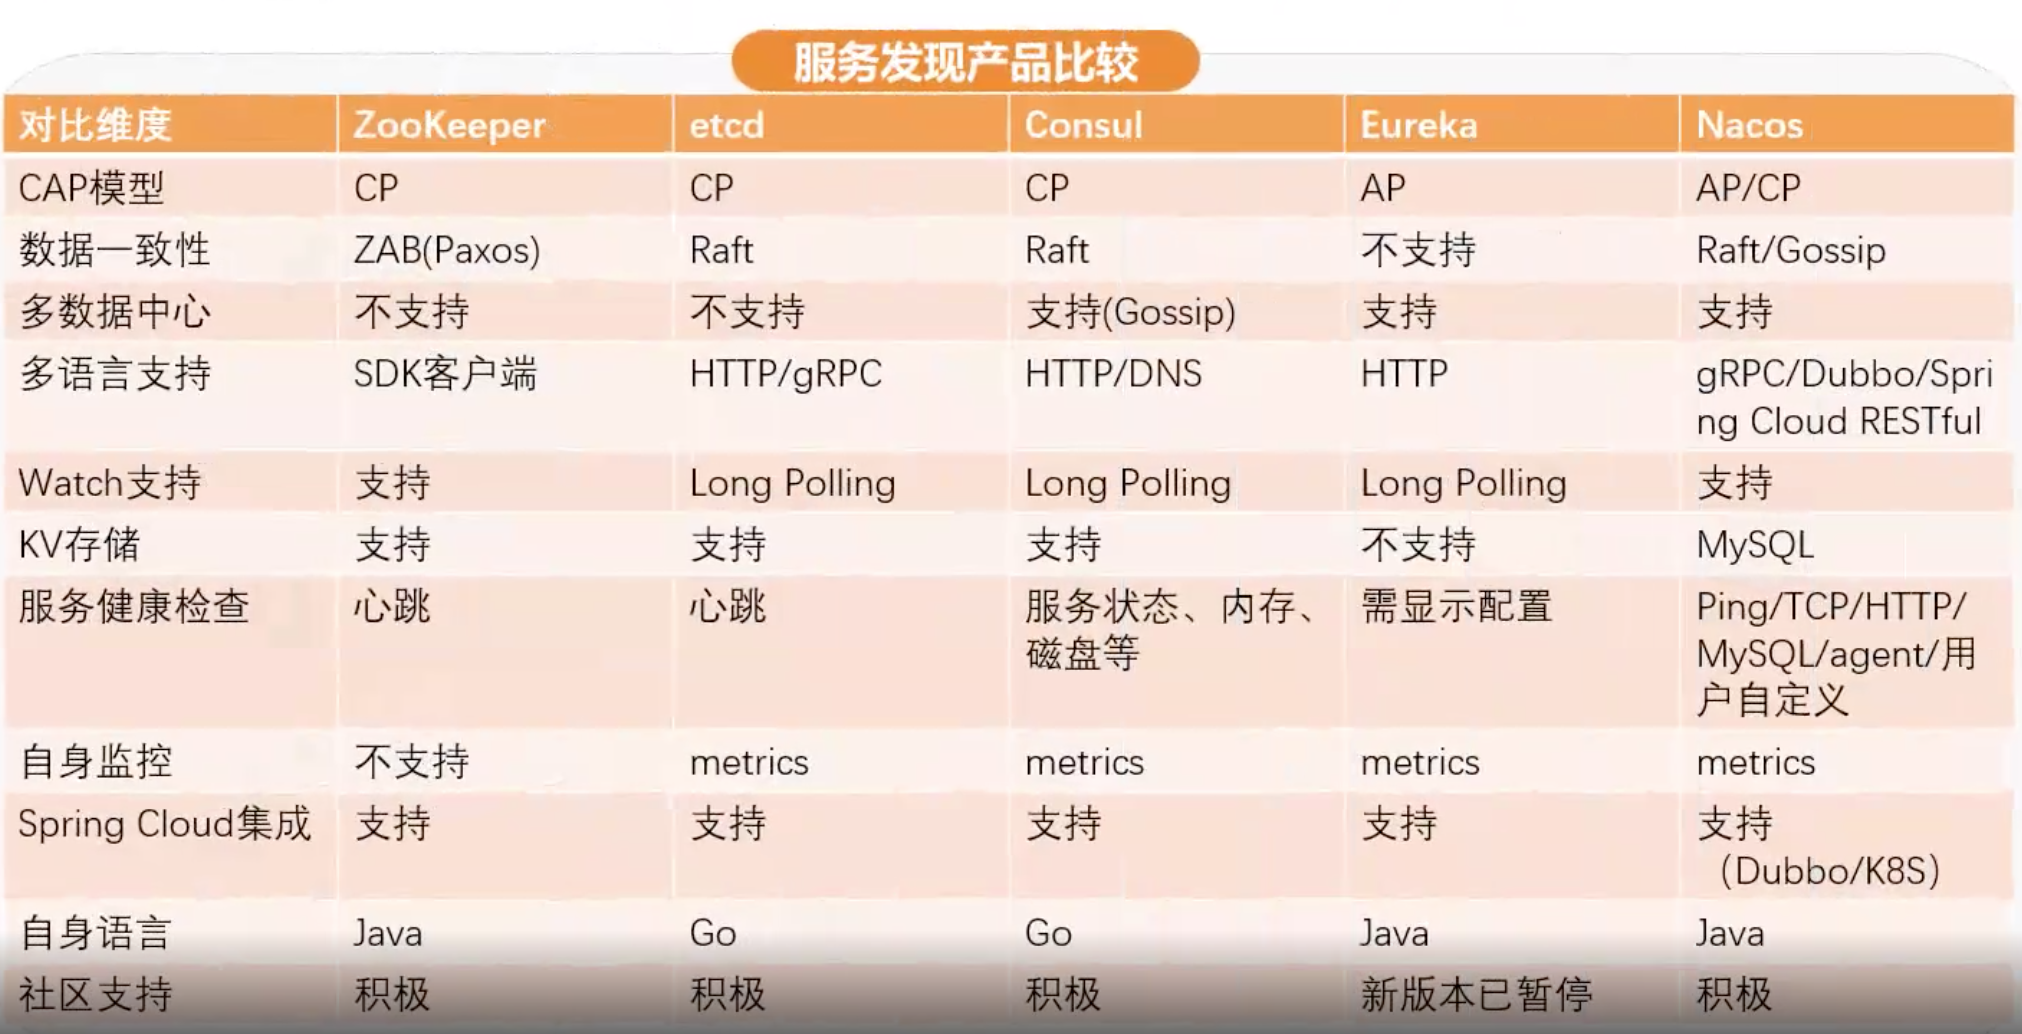 服务发现产品比较
对比维度 ZooKeeper etcd Consul Eureka Nacos
CAP模型 CP CP CP AP AP/CP
数据一致性 ZAB(Paxos) Raft Raft 不支持 Raft/Gossip
多数据中心 不支持 不支持 支持(Gossip) 支持 支持
多语言支持 SDK客户端 HTTP/gRPC HTTP/DNS HTTP gRPC/Dubbo/Spri
ng Cloud RESTful
Watch支持 支持 Long Polling Long Polling Long Polling 支持
KV存储 支持 支持 支持 不支持 MySQL
服务健康检查 心跳 心跳 服务状态、内存、 需显示配置 Ping/TCP/HTTP/
磁盘等 MySQL/agent/用
户自定义
自身监控 不支持 metrics metrics metrics metrics
Spring Cloud集成 支持 支持 支持 支持 支持
（Dubbo/K8S）
自身语言 Java Go Go Java Java
社区支持 积极 积极 积极 新版本已暂停 积极